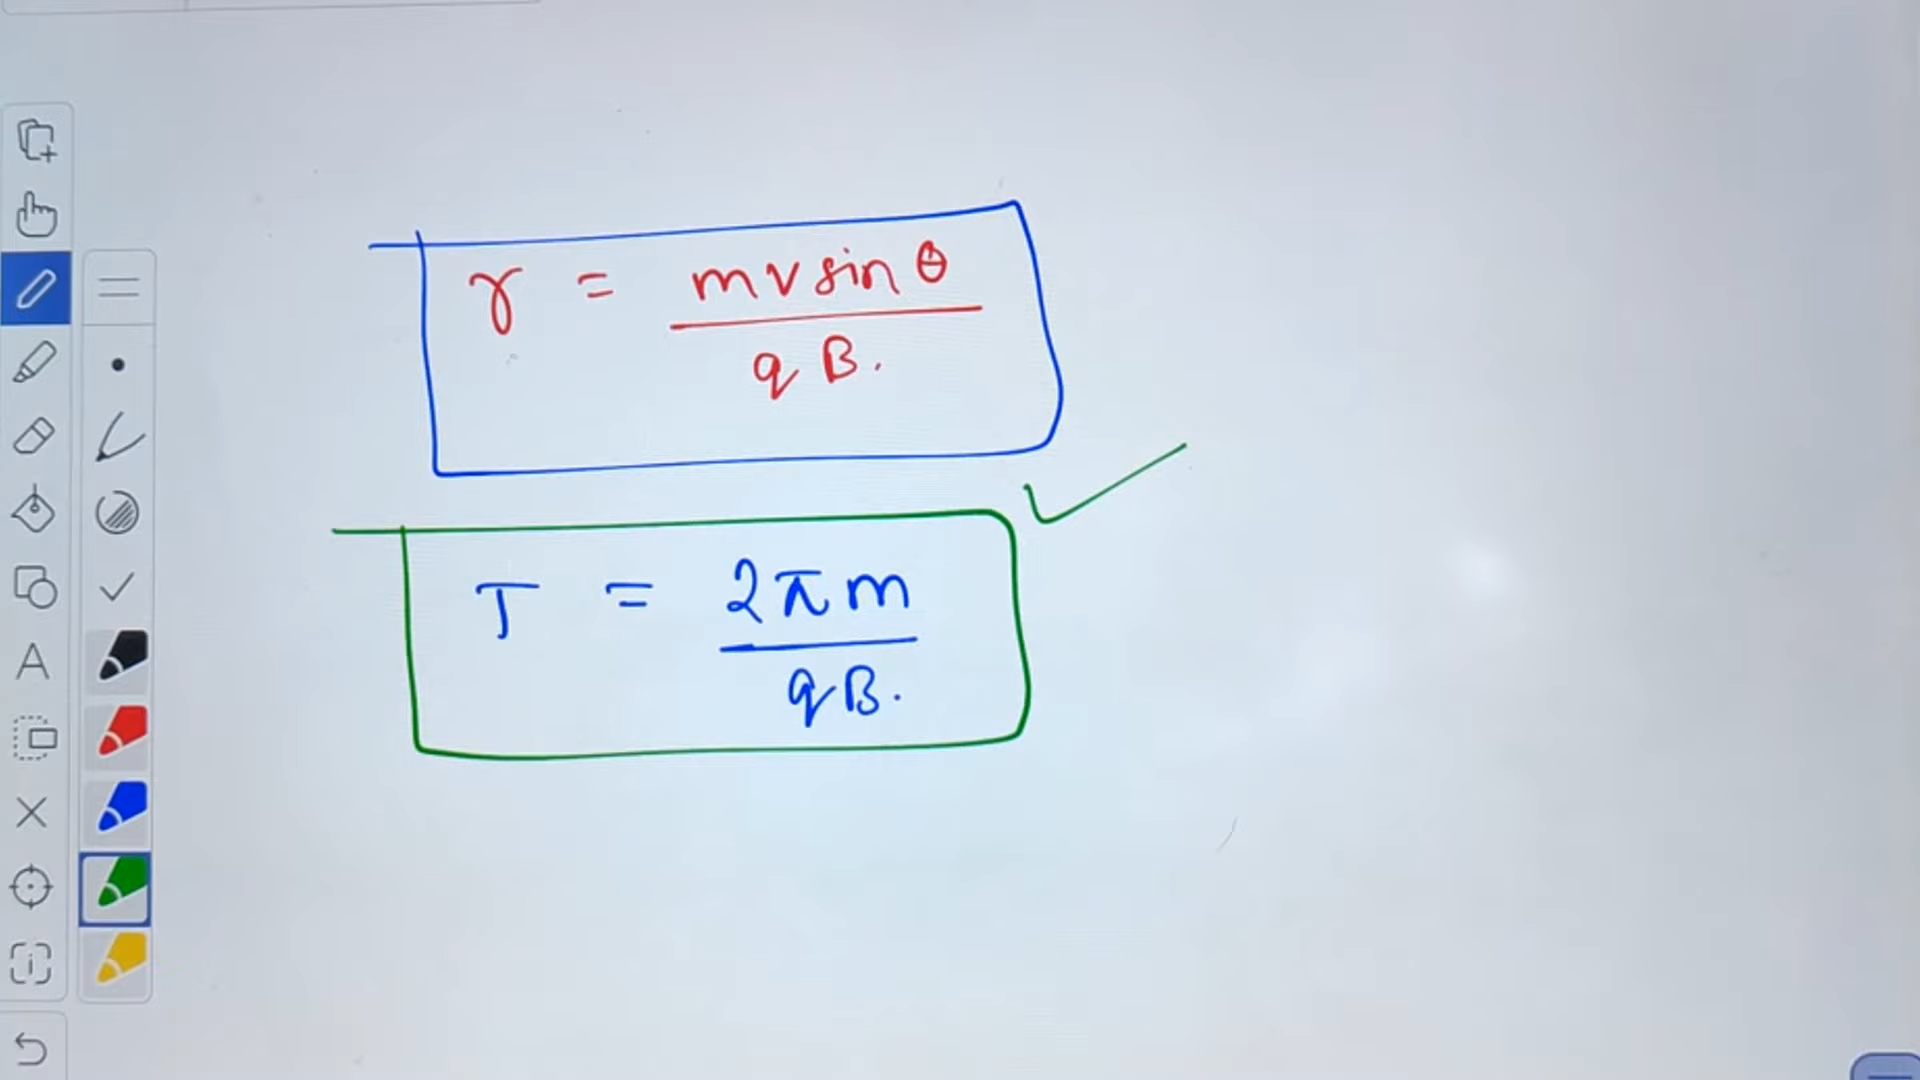 r = mv sin θ / qB.
T = 2πm / qB.
A